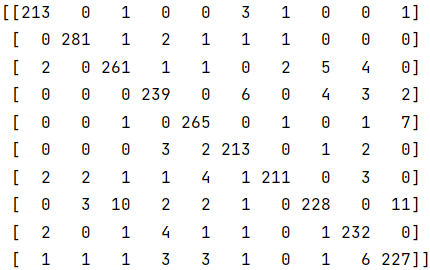 [[213 0 1 0 0 3 1 0 0 1]
[ 0 281 1 2 1 1 1 0 0 0]
[ 2 0 261 1 1 0 2 5 4 0]
[ 0 0 0 239 0 6 0 4 3 2]
[ 0 0 1 0 265 0 1 0 1 7]
[ 0 0 0 3 2 213 0 1 2 0]
[ 2 2 1 1 4 1 211 0 3 0]
[ 0 3 10 2 2 1 0 228 0 11]
[ 2 0 1 4 1 1 0 1 232 0]
[ 1 1 1 3 3 1 0 1 6 227]]